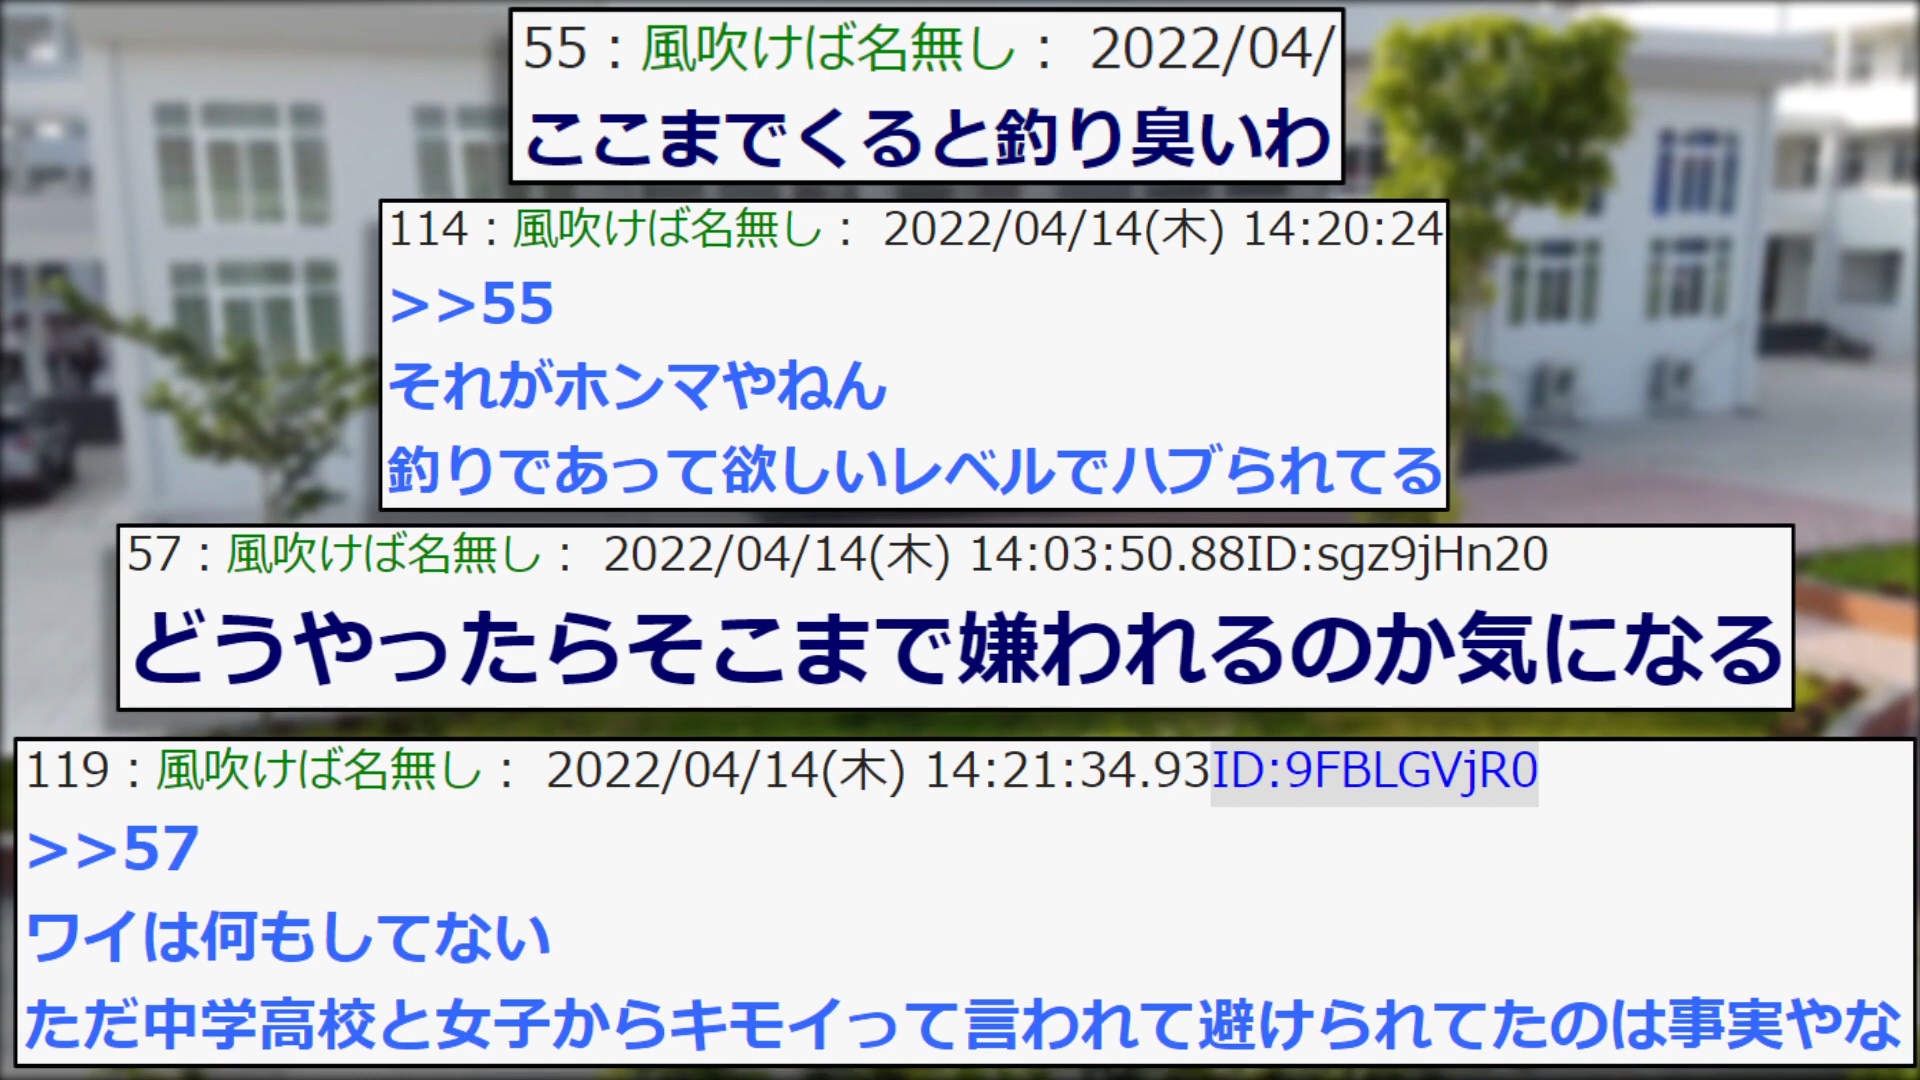 55：風吹けば名無し： 2022/04/
ここまでくると釣り臭いわ
114：風吹けば名無し： 2022/04/14(木) 14:20:24
>>55
それがホンマやねん
釣りであって欲しいレベルでハブられてる
57：風吹けば名無し： 2022/04/14(木) 14:03:50.88ID:sgz9jHn20
どうやったらそこまで嫌われるのか気になる
119：風吹けば名無し： 2022/04/14(木) 14:21:34.93ID:9FBLGVjR0
>>57
ワイは何もしてない
ただ中学高校と女子からキモイって言われて避けられてたのは事実やな